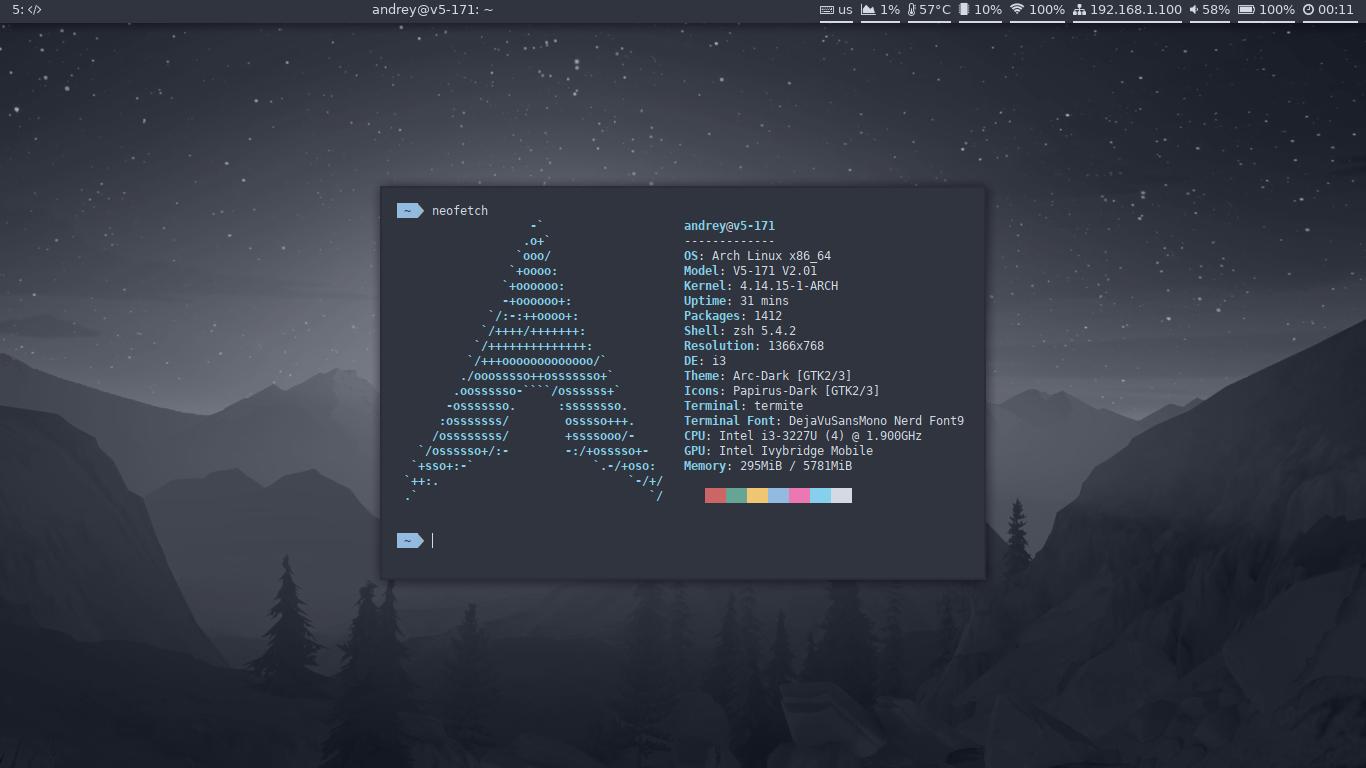 5: </> andrey@v5-171: ~ us 1% 57°C 10% 100% 192.168.1.100 58% 100% 00:11
~ neofetch
-` andrey@v5-171
.o+` -------------
`ooo/ OS: Arch Linux x86_64
`+oooo: Model: V5-171 V2.01
`+oooooo: Kernel: 4.14.15-1-ARCH
-+oooooo+: Uptime: 31 mins
`/:-:++oooo+: Packages: 1412
`/++++/+++++++: Shell: zsh 5.4.2
`/++++++++++++++: Resolution: 1366x768
`/+++ooooooooooooo/` DE: i3
./ooosssso++osssssso+` Theme: Arc-Dark [GTK2/3]
.oossssso-````/ossssss+` Icons: Papirus-Dark [GTK2/3]
-osssssso. :ssssssso. Terminal: termite
:osssssss/ osssso+++. Terminal Font: DejaVuSansMono Nerd Font9
/ossssssss/ +ssssooo/- CPU: Intel i3-3227U (4) @ 1.900GHz
`/ossssso+/:- -:/+osssso+- GPU: Intel Ivybridge Mobile
`+sso+:-` `.-/+oso: Memory: 295MiB / 5781MiB
`++:. `-/+/
.` `/
~